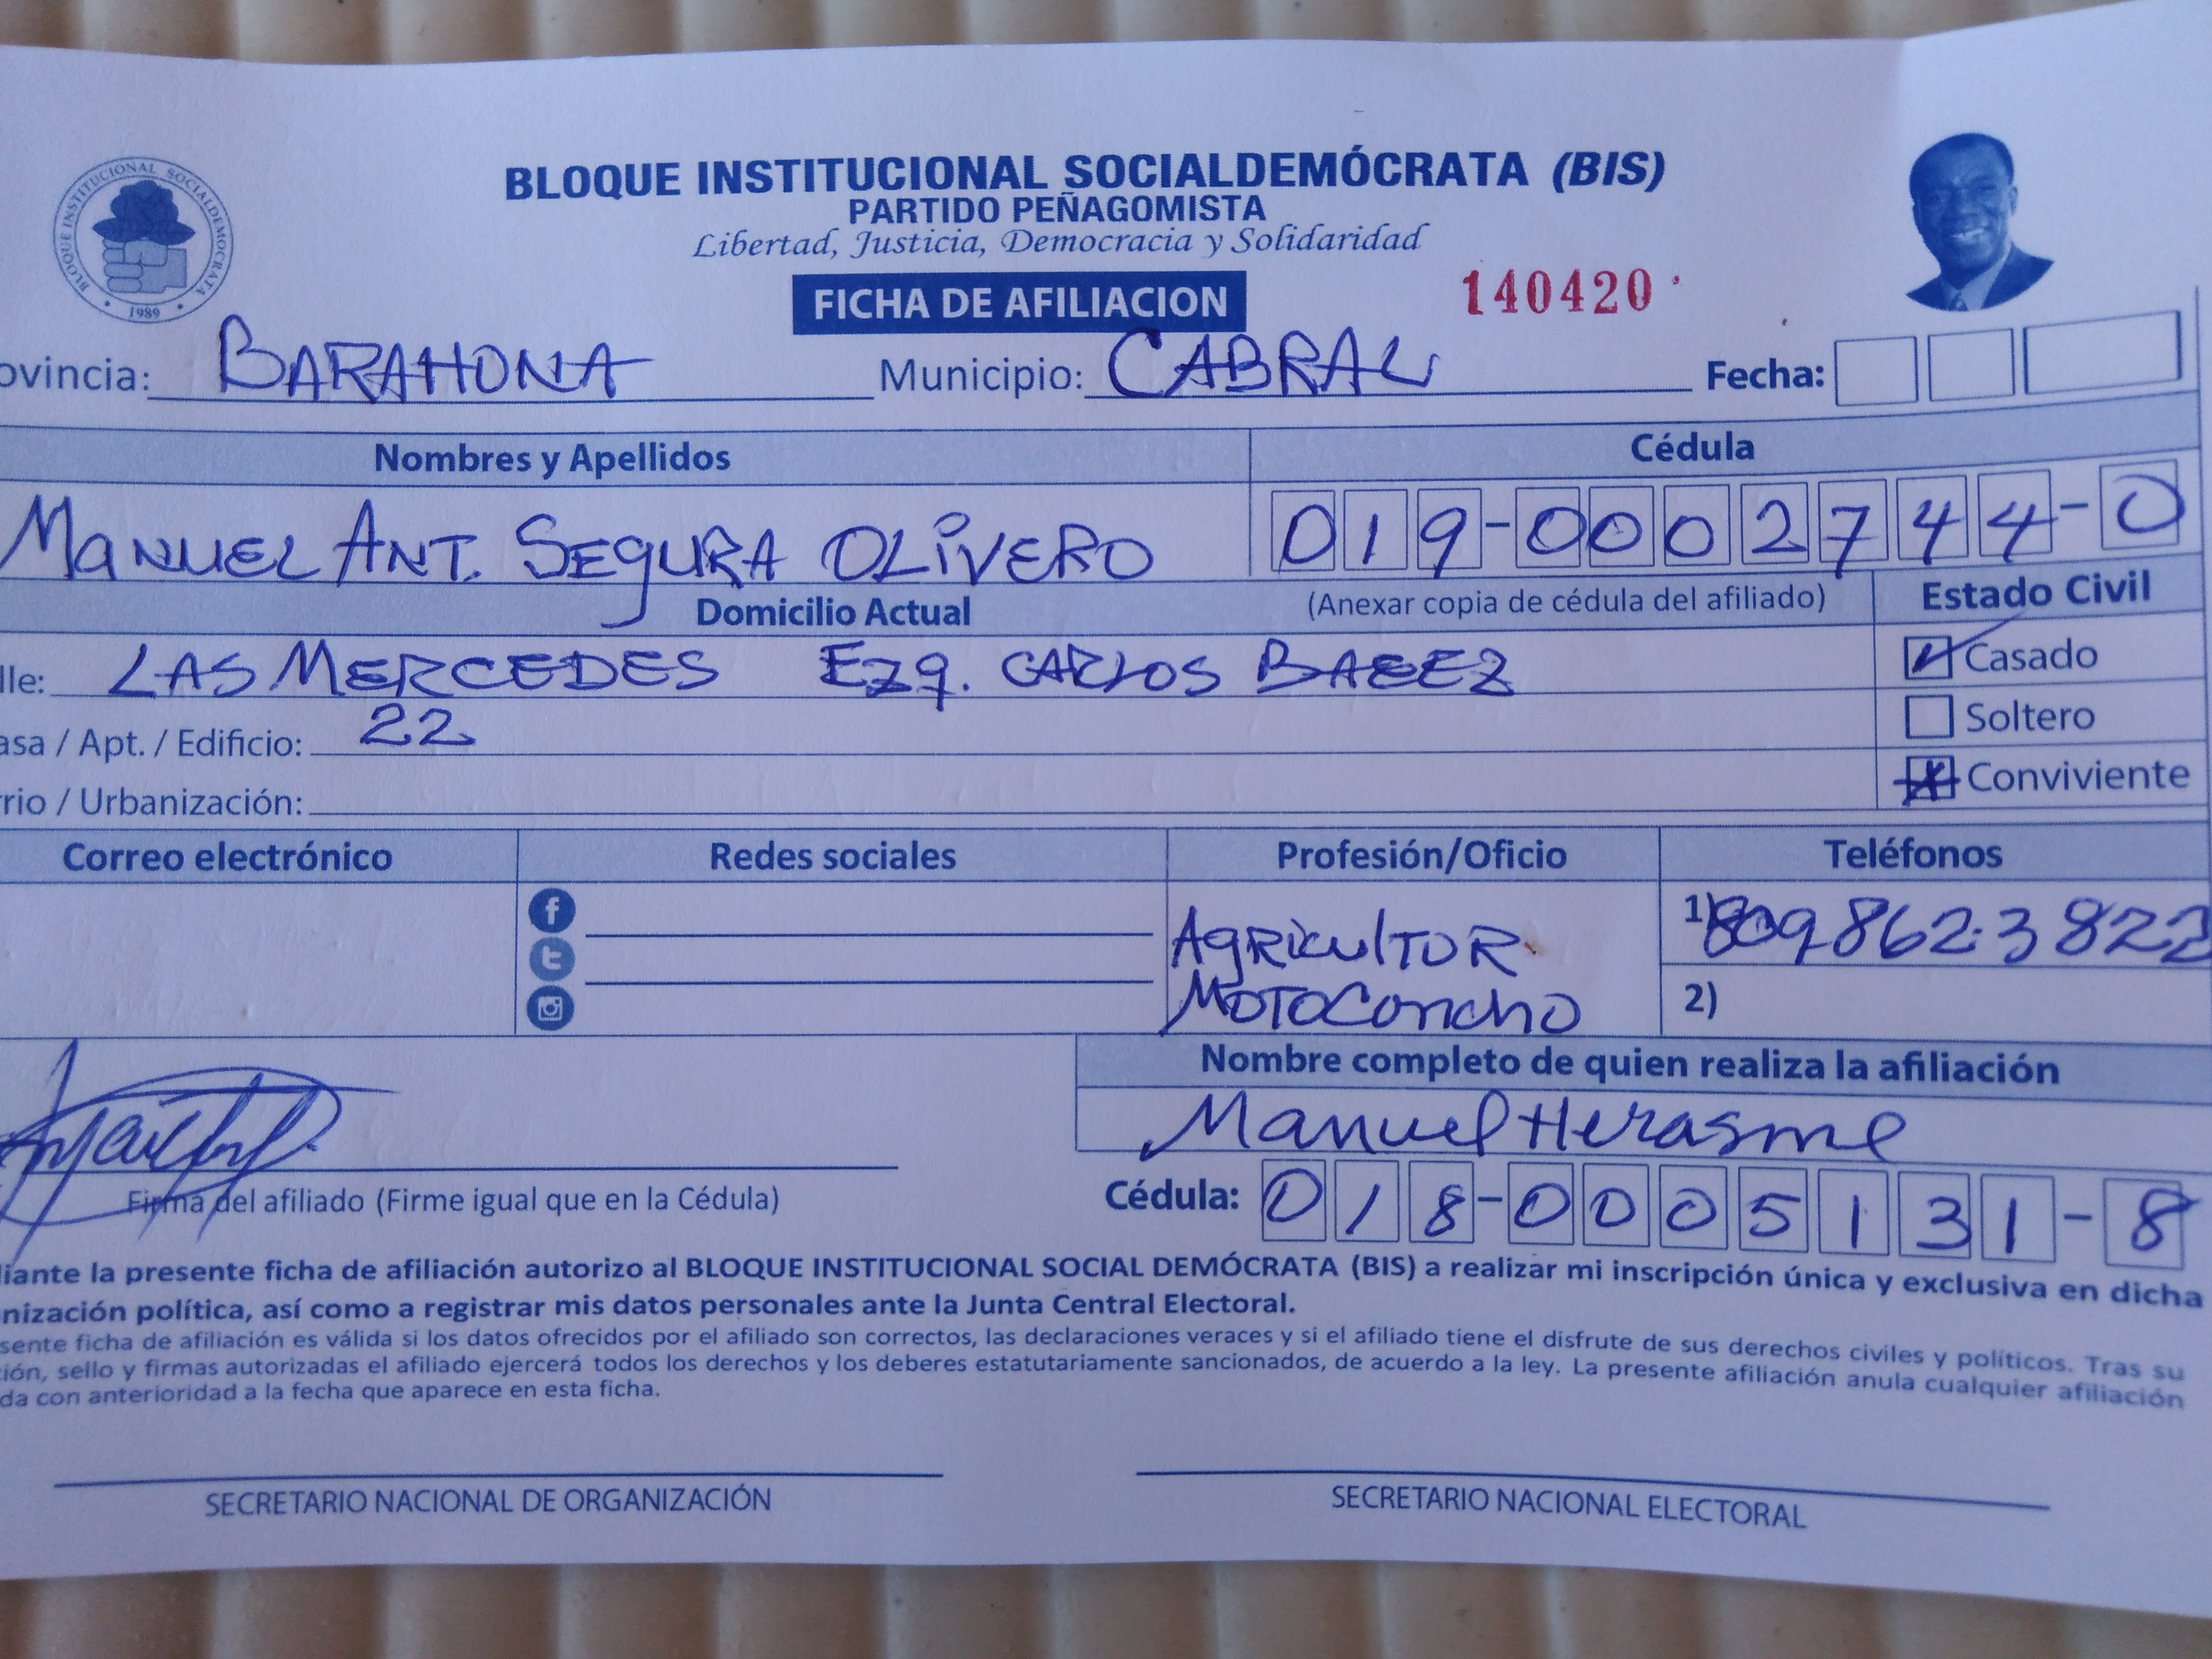 BLOQUE INSTITUCIONAL SOCIALDEMOCRATA
1989
BLOQUE INSTITUCIONAL SOCIALDEMÓCRATA (BIS)
PARTIDO PEÑAGOMISTA
Libertad, Justicia, Democracia y Solidaridad
FICHA DE AFILIACION
140420
ovincia: BARAHONA Municipio: CABRAL Fecha:
Nombres y Apellidos Cédula
MANUEL ANT. SEGURA OLIVERO 019-0002744-0
Domicilio Actual (Anexar copia de cédula del afiliado) Estado Civil
lle: LAS MERCEDES Ezq. CARLOS BAEEZ Casado
asa / Apt. / Edificio: 22 Soltero
rrio / Urbanización: Conviviente
Correo electrónico Redes sociales Profesión/Oficio Teléfonos
AgRicultOR 1) 809 862-3822
MOTOConcho 2)
Nombre completo de quien realiza la afiliación
Manuel Herasme
Firma del afiliado (Firme igual que en la Cédula) Cédula: 018-0005131-8
iante la presente ficha de afiliación autorizo al BLOQUE INSTITUCIONAL SOCIAL DEMÓCRATA (BIS) a realizar mi inscripción única y exclusiva en dicha
nización política, así como a registrar mis datos personales ante la Junta Central Electoral.
sente ficha de afiliación es válida si los datos ofrecidos por el afiliado son correctos, las declaraciones veraces y si el afiliado tiene el disfrute de sus derechos civiles y políticos. Tras su
ión, sello y firmas autorizadas el afiliado ejercerá todos los derechos y los deberes estatutariamente sancionados, de acuerdo a la ley. La presente afiliación anula cualquier afiliación
da con anterioridad a la fecha que aparece en esta ficha.
SECRETARIO NACIONAL DE ORGANIZACIÓN SECRETARIO NACIONAL ELECTORAL